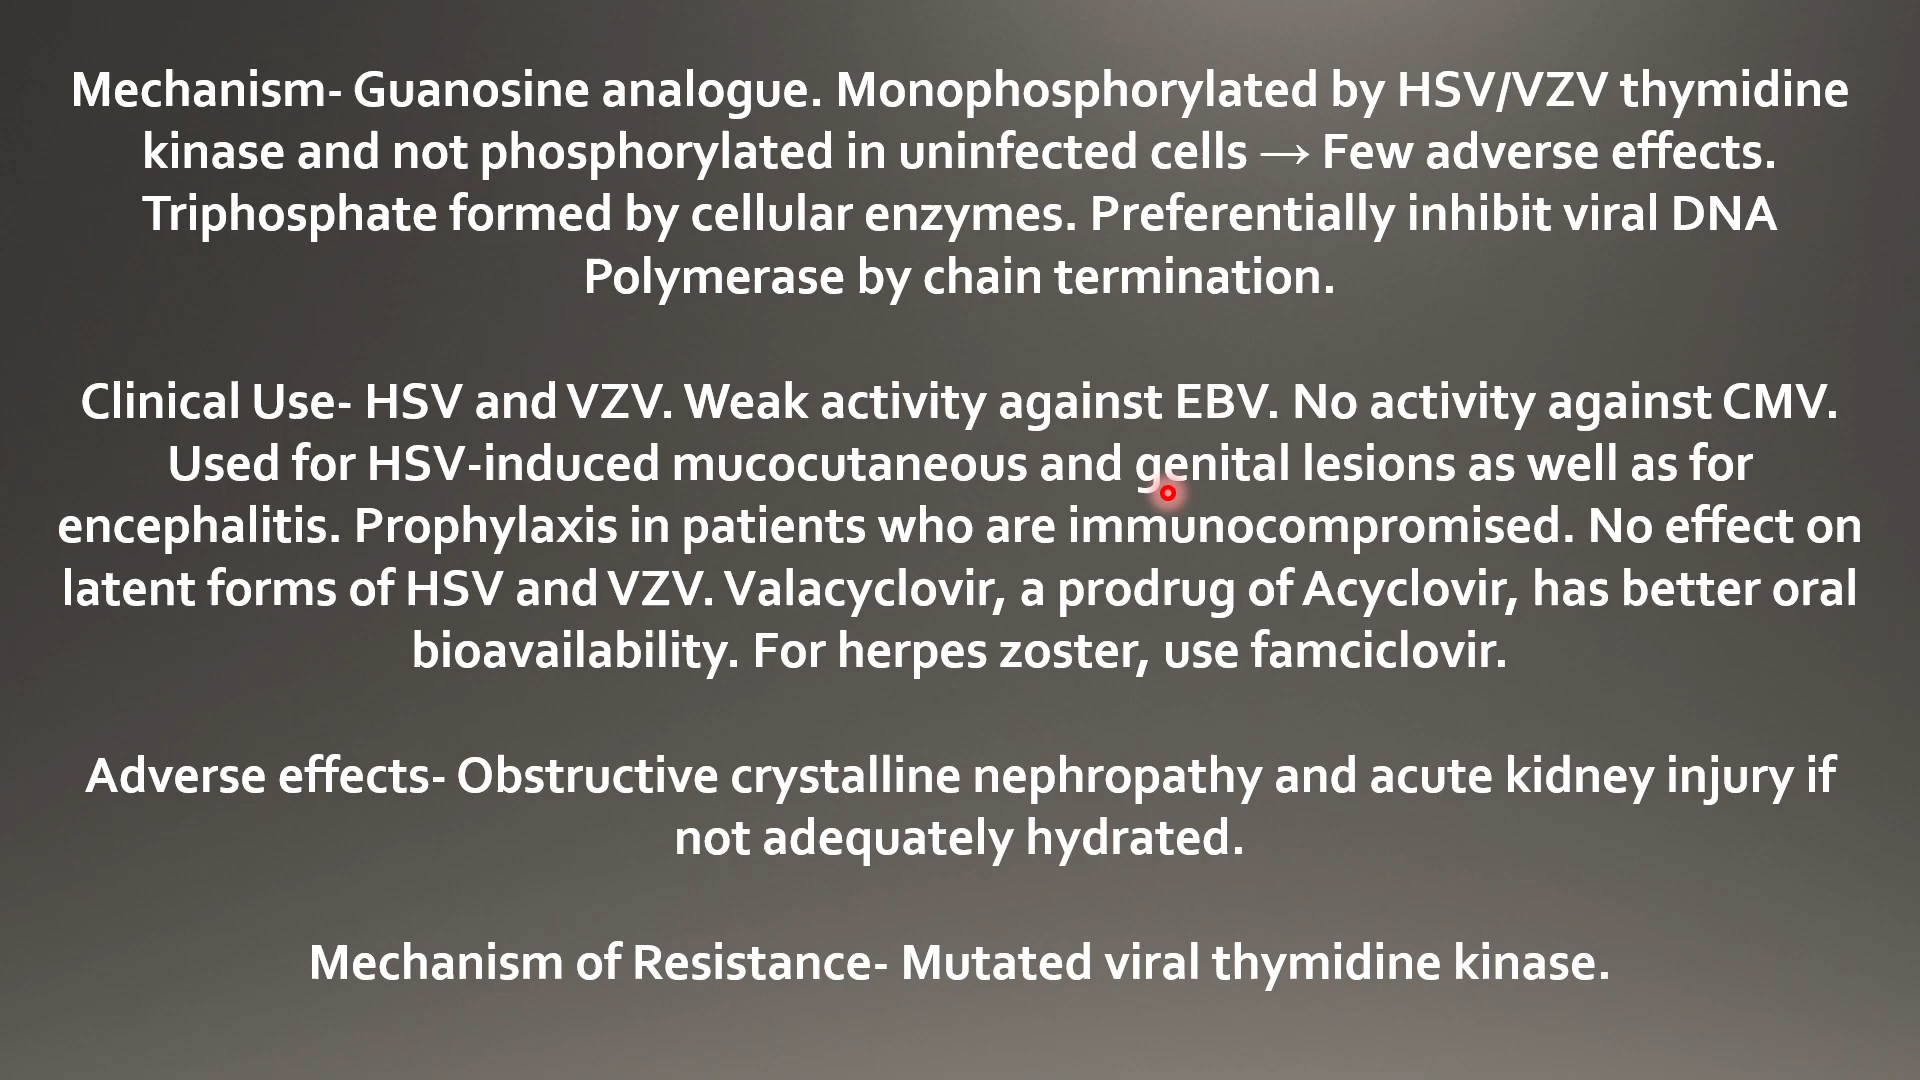 Mechanism- Guanosine analogue. Monophosphorylated by HSV/VZV thymidine
kinase and not phosphorylated in uninfected cells → Few adverse effects.
Triphosphate formed by cellular enzymes. Preferentially inhibit viral DNA
Polymerase by chain termination.
Clinical Use- HSV and VZV. Weak activity against EBV. No activity against CMV.
Used for HSV-induced mucocutaneous and genital lesions as well as for
encephalitis. Prophylaxis in patients who are immunocompromised. No effect on
latent forms of HSV and VZV. Valacyclovir, a prodrug of Acyclovir, has better oral
bioavailability. For herpes zoster, use famciclovir.
Adverse effects- Obstructive crystalline nephropathy and acute kidney injury if
not adequately hydrated.
Mechanism of Resistance- Mutated viral thymidine kinase.